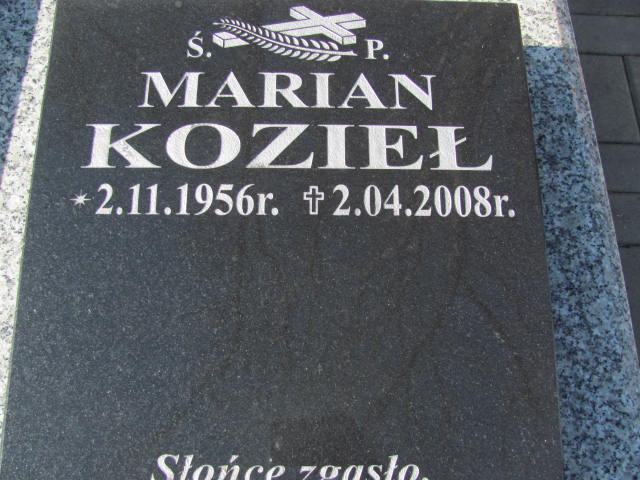 Ś. P.
MARIAN
KOZIEŁ
* 2.11.1956r. † 2.04.2008r.
Słońce zgasło.